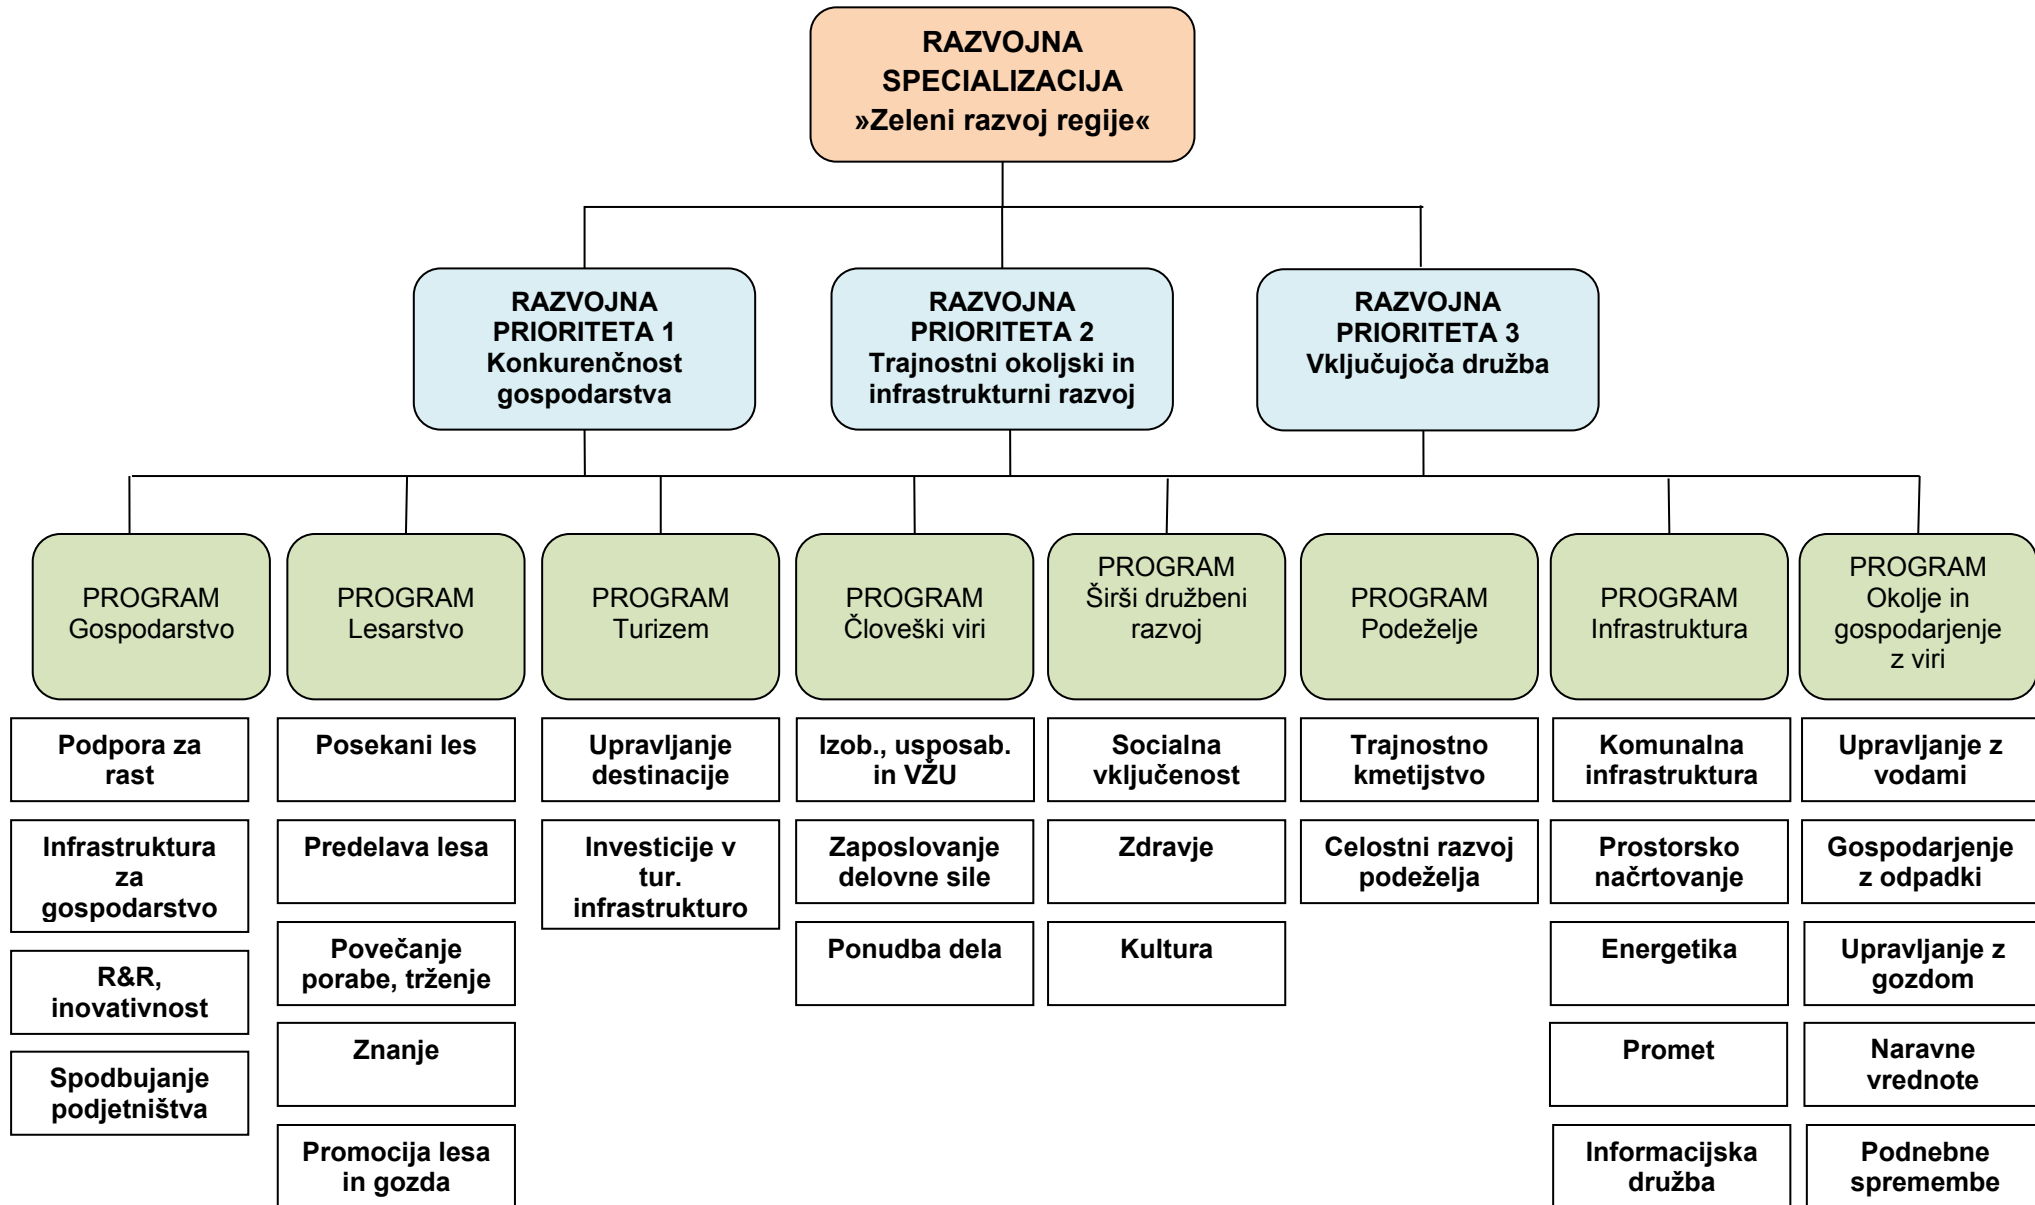 RAZVOJNA
SPECIALIZACIJA
»Zeleni razvoj regije«
RAZVOJNA
PRIORITETA 1
Konkurenčnost
gospodarstva
RAZVOJNA
PRIORITETA 2
Trajnostni okoljski in
infrastrukturni razvoj
RAZVOJNA
PRIORITETA 3
Vključujoča družba
PROGRAM
Gospodarstvo
PROGRAM
Lesarstvo
PROGRAM
Turizem
PROGRAM
Človeški viri
PROGRAM
Širši družbeni
razvoj
PROGRAM
Podeželje
PROGRAM
Infrastruktura
PROGRAM
Okolje in
gospodarjenje
z viri
Podpora za
rast
Infrastruktura
za
gospodarstvo
R&R,
inovativnost
Spodbujanje
podjetništva
Posekani les
Predelava lesa
Povečanje
porabe, trženje
Znanje
Promocija lesa
in gozda
Upravljanje
destinacije
Investicije v
tur.
infrastrukturo
Izob., usposab.
in VŽU
Zaposlovanje
delovne sile
Ponudba dela
Socialna
vključenost
Zdravje
Kultura
Trajnostno
kmetijstvo
Celostni razvoj
podeželja
Komunalna
infrastruktura
Prostorsko
načrtovanje
Energetika
Promet
Informacijska
družba
Upravljanje z
vodami
Gospodarjenje
z odpadki
Upravljanje z
gozdom
Naravne
vrednote
Podnebne
spremembe